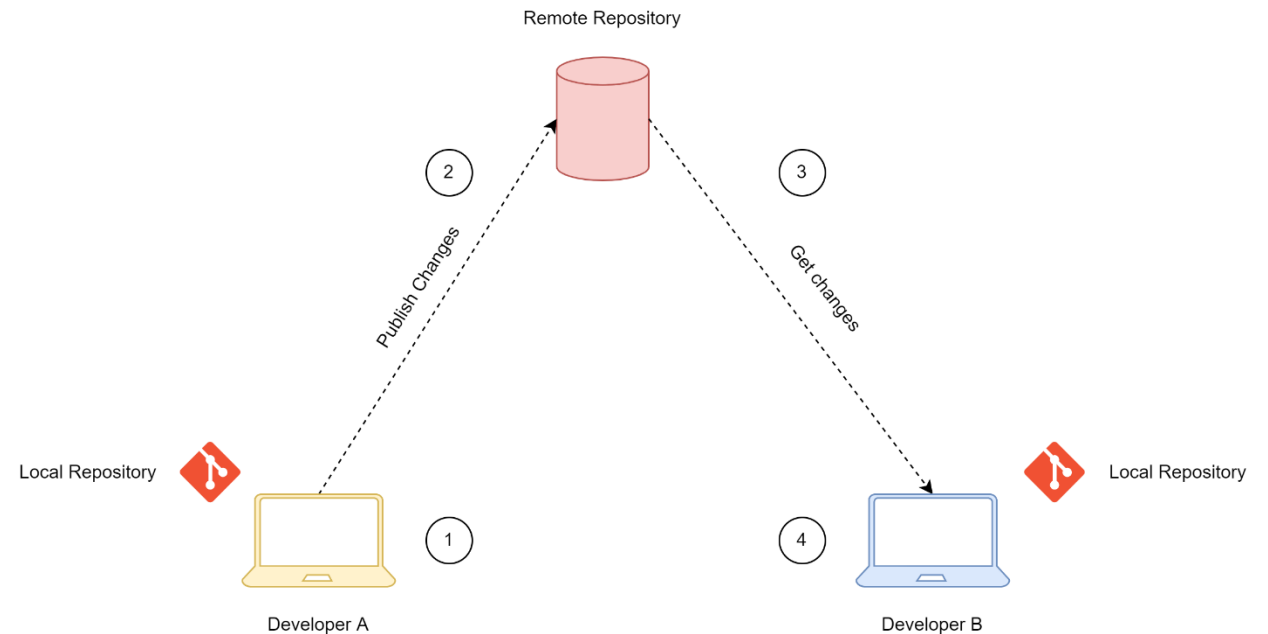 Remote Repository
2
3
Publish Changes
Get changes
Local Repository
Local Repository
1
4
Developer A
Developer B